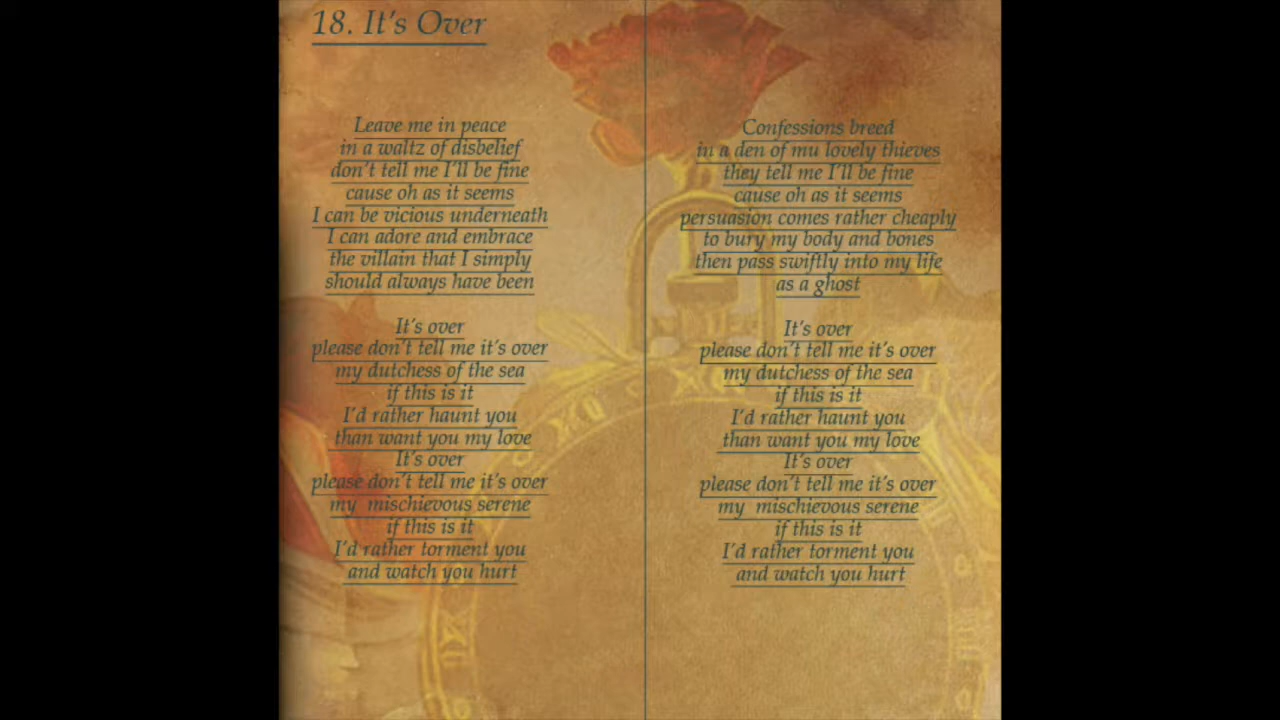 18. It's Over
Leave me in peace
in a waltz of disbelief
don't tell me I'll be fine
cause oh as it seems
I can be vicious underneath
I can adore and embrace
the villain that I simply
should always have been
It's over
please don't tell me it's over
my dutchess of the sea
if this is it
I'd rather haunt you
than want you my love
It's over
please don't tell me it's over
my mischievous serene
if this is it
I'd rather torment you
and watch you hurt
Confessions breed
in a den of mu lovely thieves
they tell me I'll be fine
cause oh as it seems
persuasion comes rather cheaply
to bury my body and bones
then pass swiftly into my life
as a ghost
It's over
please don't tell me it's over
my dutchess of the sea
if this is it
I'd rather haunt you
than want you my love
It's over
please don't tell me it's over
my mischievous serene
if this is it
I'd rather torment you
and watch you hurt